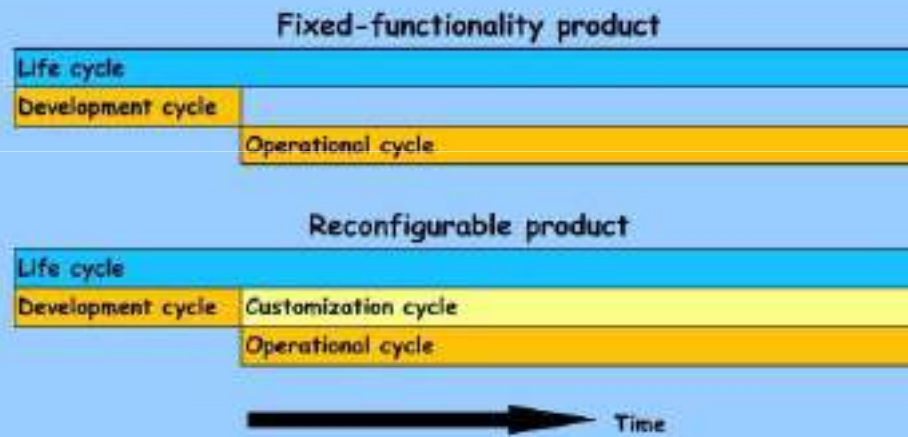 Fixed-functionality product
Life cycle
Development cycle
Operational cycle
Reconfigurable product
Life cycle
Development cycle Customization cycle
Operational cycle
Time